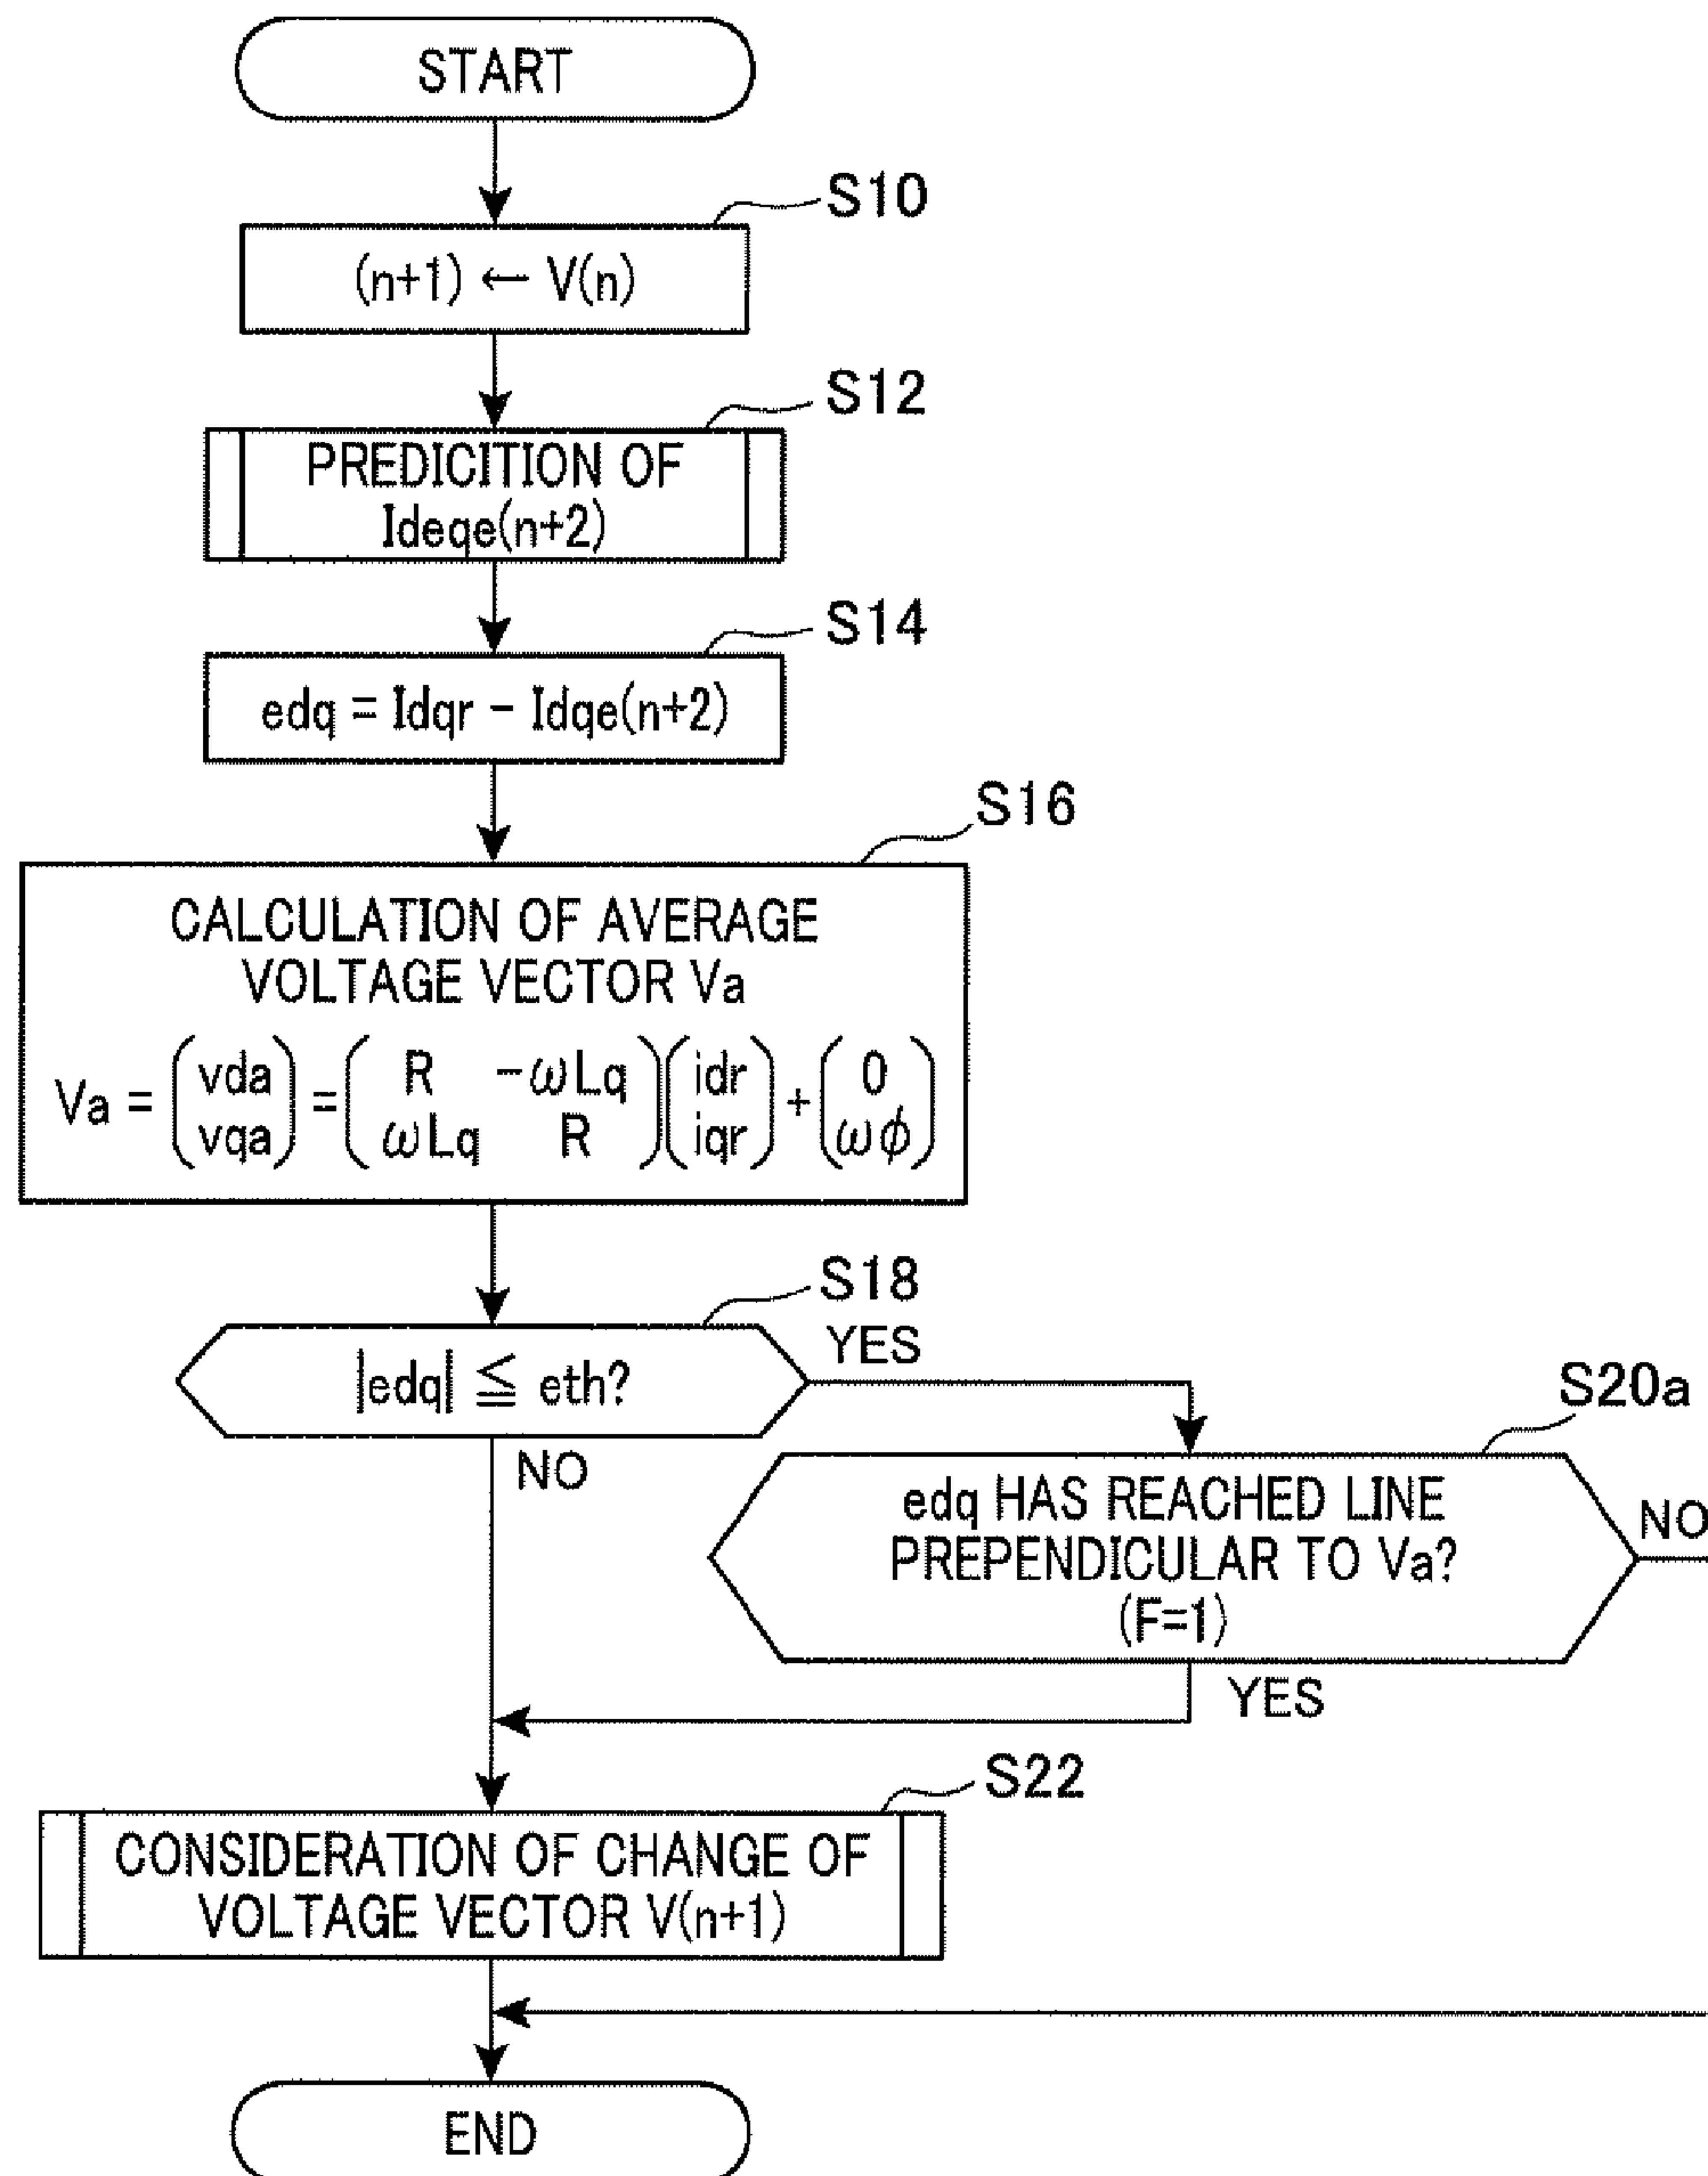 START
S10
(n+1) ← V(n)
S12
PREDICITION OF
Ideqe(n+2)
S14
edq = Idqr - Idqe(n+2)
S16
CALCULATION OF AVERAGE
VOLTAGE VECTOR Va
Va = (vda vqa) = (R -ωLq ωLq R)(idr iqr) + (0 ωϕ)
S18
|edq| ≦ eth?
YES
NO
S20a
edq HAS REACHED LINE
PREPENDICULAR TO Va?
(F=1)
NO
YES
S22
CONSIDERATION OF CHANGE OF
VOLTAGE VECTOR V(n+1)
END